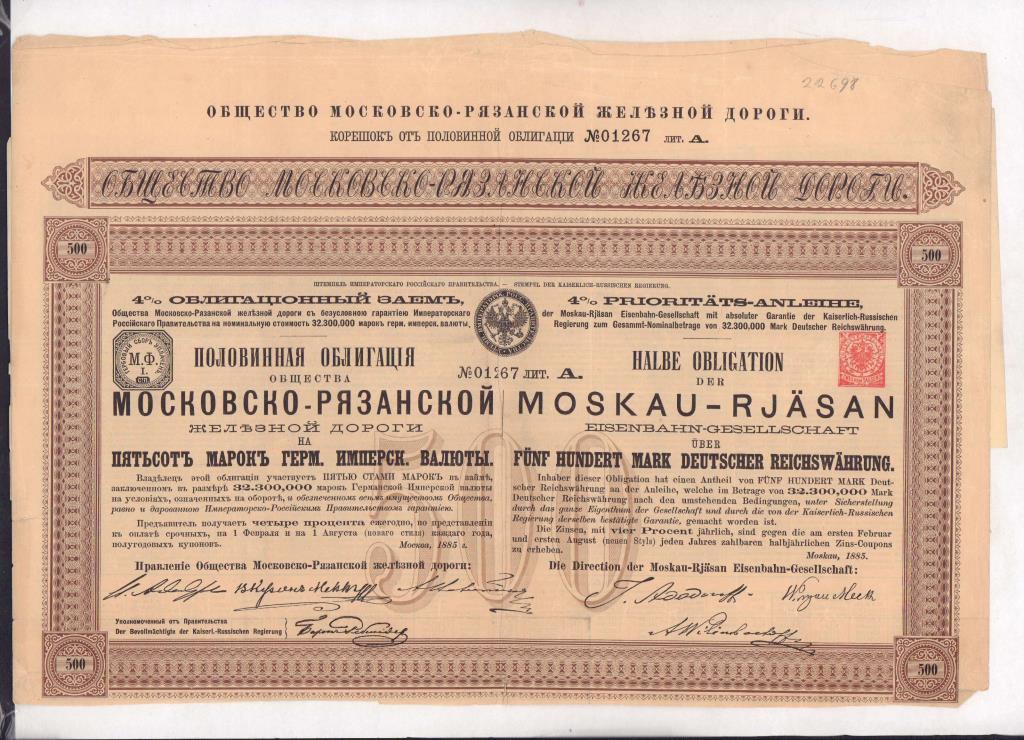 22698
ОБЩЕСТВО МОСКОВСКО-РЯЗАНСКОЙ ЖЕЛѢЗНОЙ ДОРОГИ.
КОРЕШОКЪ ОТЪ ПОЛОВИННОЙ ОБЛИГАЦІИ №01267 ЛИТ. А.
ОБЩЕСТВО МОСКОВСКО-РЯЗАНСКОЙ ЖЕЛѢЗНОЙ ДОРОГИ.
500
500
ШТЕМПЕЛЬ ИМПЕРАТОРСКАГО РОССІЙСКАГО ПРАВИТЕЛЬСТВА. — STEMPEL DER KAISERLICH-RUSSISCHEN REGIERUNG.
4% ОБЛИГАЦІОННЫЙ ЗАЕМЪ,
Общества Московско-Рязанской желѣзной дороги съ безусловною гарантіею Императорскаго
Россійскаго Правительства на номинальную стоимость 32.300,000 марокъ герм. имперск. валюты.
М.Ф.
I.
ПОЛОВИННАЯ ОБЛИГАЦІЯ
ОБЩЕСТВА
МОСКОВСКО-РЯЗАНСКОЙ
ЖЕЛѢЗНОЙ ДОРОГИ
НА
ПЯТЬСОТЪ МАРОКЪ ГЕРМ. ИМПЕРСК. ВАЛЮТЫ.
Владѣлецъ этой облигаціи участвуетъ ПЯТЬЮ СТАМИ МАРОКЪ въ займѣ,
заключенномъ въ размѣрѣ 32.300,000 марокъ Германской Имперской валюты
на условіяхъ, означенныхъ на оборотѣ, и обезпеченномъ всѣмъ имуществомъ Общества,
равно и дарованною Императорско-Россійскимъ Правительствомъ гарантіею.
Предъявитель получаетъ четыре процента ежегодно, по представленіи
къ оплатѣ срочныхъ, на 1 Февраля и на 1 Августа (новаго стиля) каждаго года,
полугодовыхъ купоновъ.
Москва, 1885 г.
Правленіе Общества Московско-Рязанской желѣзной дороги:
№01267 ЛИТ. А.
4% PRIORITÄTS-ANLEIHE,
der Moskau-Rjäsan Eisenbahn-Gesellschaft mit absoluter Garantie der Kaiserlich-Russischen
Regierung zum Gesammt-Nominalbetrage von 32.300,000 Mark Deutscher Reichswährung.
HALBE OBLIGATION
DER
MOSKAU-RJÄSAN
EISENBAHN-GESELLSCHAFT
ÜBER
FÜNF HUNDERT MARK DEUTSCHER REICHSWÄHRUNG.
Inhaber dieser Obligation hat einen Antheil von FÜNF HUNDERT MARK Deut-
scher Reichswährung an der Anleihe, welche im Betrage von 32.300,000 Mark
Deutscher Reichswährung nach den umstehenden Bedingungen, unter Sicherstellung
durch das ganze Eigenthum der Gesellschaft und durch die von der Kaiserlich-Russischen
Regierung derselben bestätigte Garantie, gemacht worden ist.
Die Zinsen, mit vier Procent jährlich, sind gegen die am ersten Februar
und ersten August (neuen Styls) jeden Jahres zahlbaren halbjährlichen Zins-Coupons
zu erheben.
Moskau, 1885.
Die Direction der Moskau-Rjäsan Eisenbahn-Gesellschaft:
500
Уполномоченный отъ Правительства
Der Bevollmächtigte der Kaiserl.-Russischen Regierung
500
500